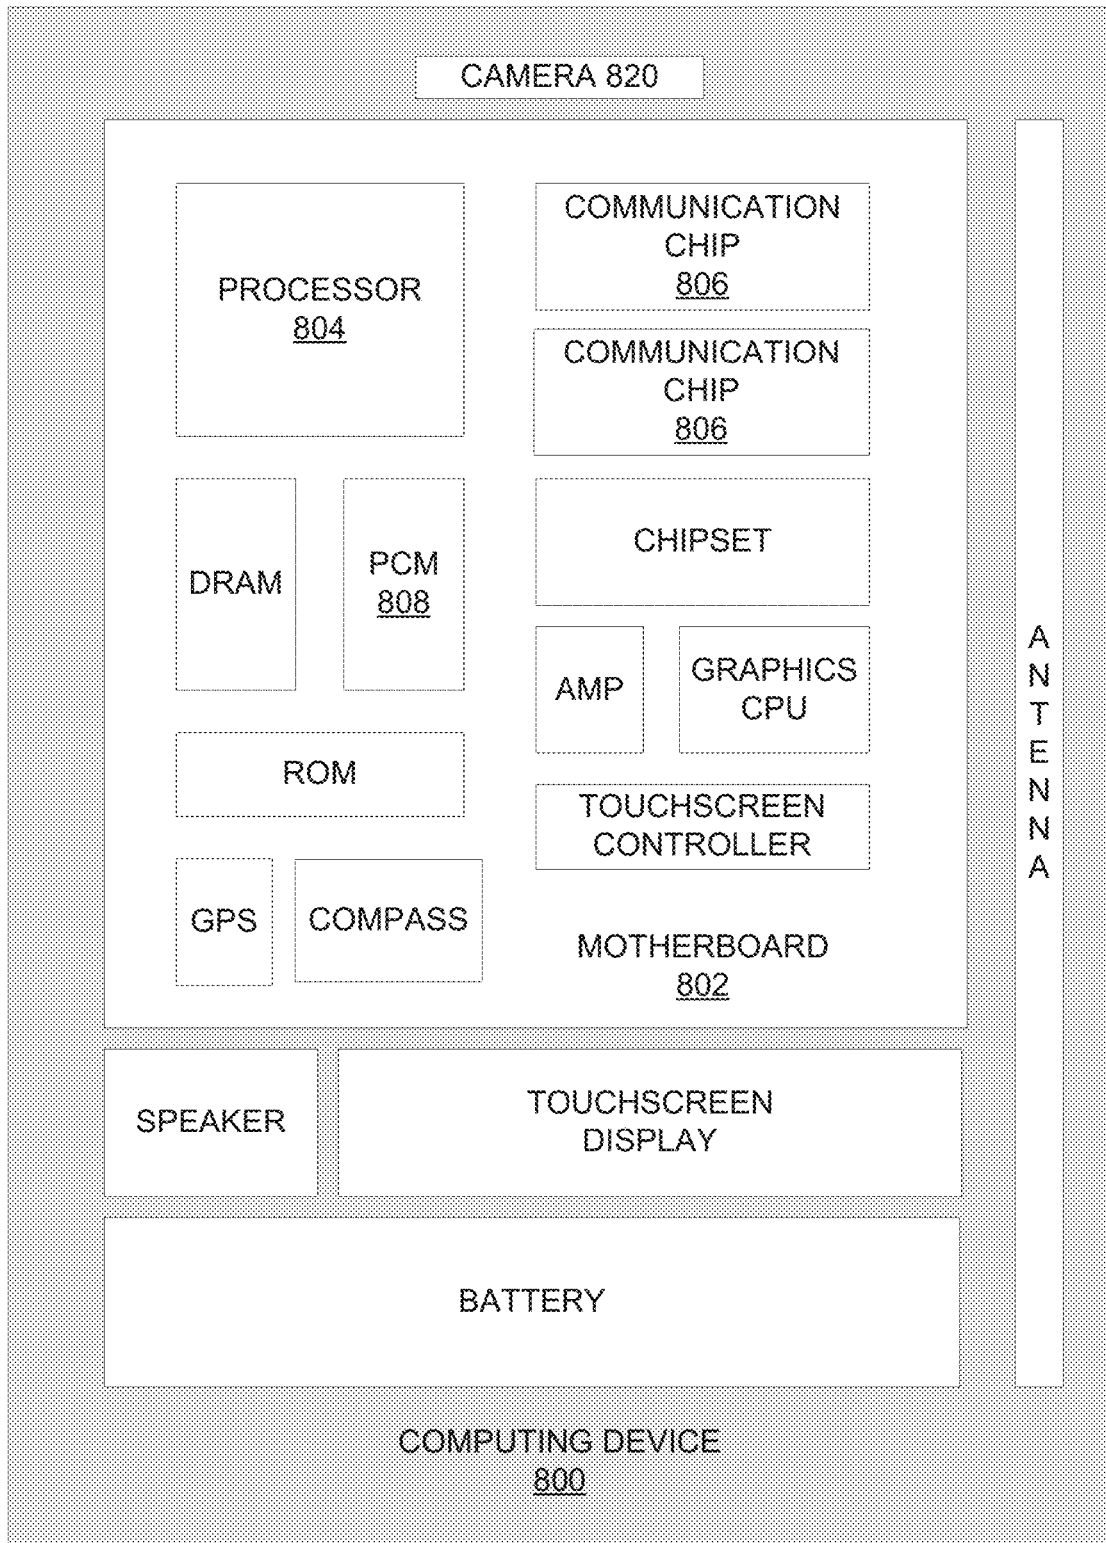 CAMERA 820
PROCESSOR
804
COMMUNICATION
CHIP
806
COMMUNICATION
CHIP
806
DRAM
PCM
808
CHIPSET
AMP
GRAPHICS
CPU
ROM
TOUCHSCREEN
CONTROLLER
GPS
COMPASS
MOTHERBOARD
802
ANTENNA
SPEAKER
TOUCHSCREEN
DISPLAY
BATTERY
COMPUTING DEVICE
800